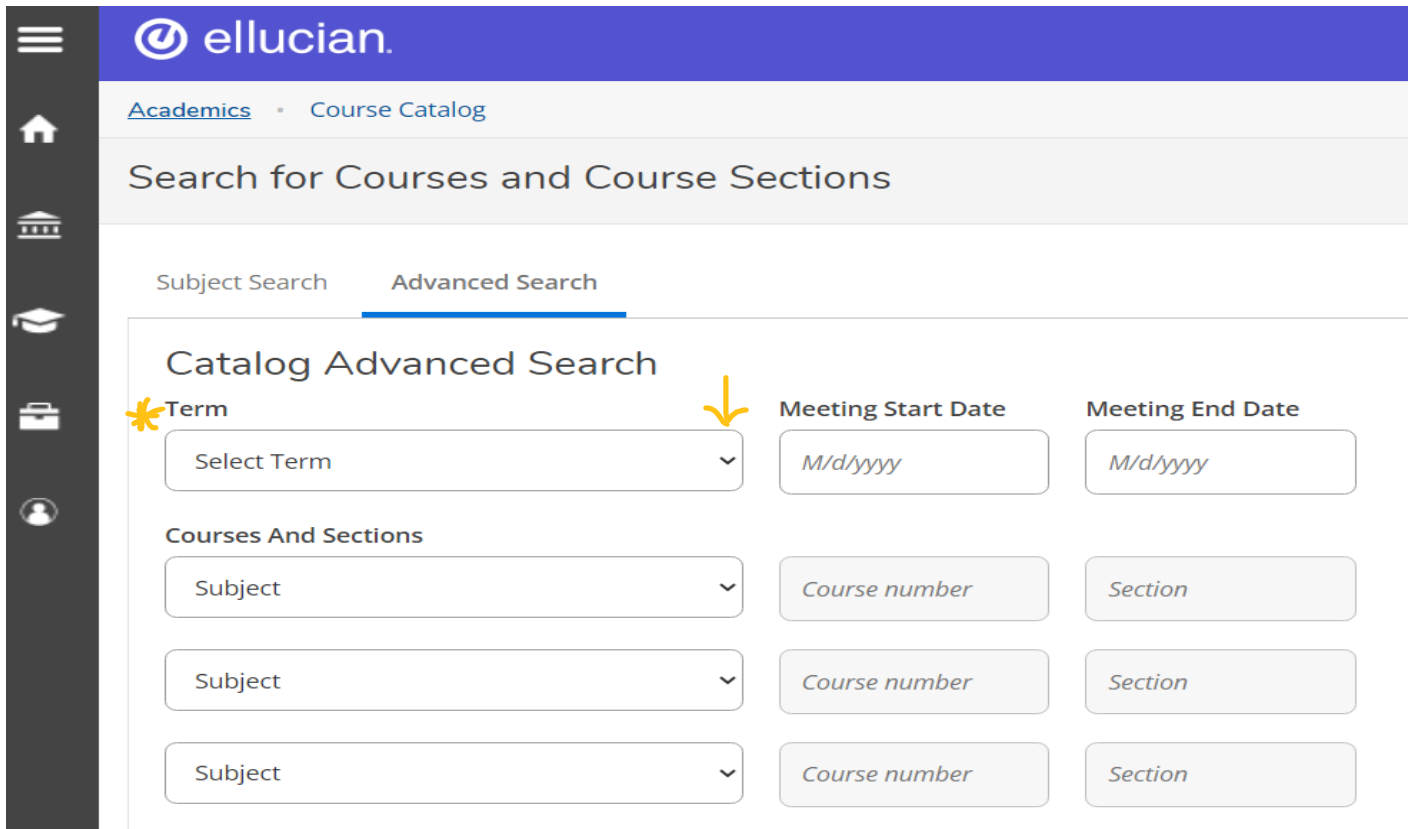 ellucian.
Academics • Course Catalog
Search for Courses and Course Sections
Subject Search Advanced Search
Catalog Advanced Search
*Term Meeting Start Date Meeting End Date
Select Term M/d/yyyy M/d/yyyy
Courses And Sections
Subject Course number Section
Subject Course number Section
Subject Course number Section